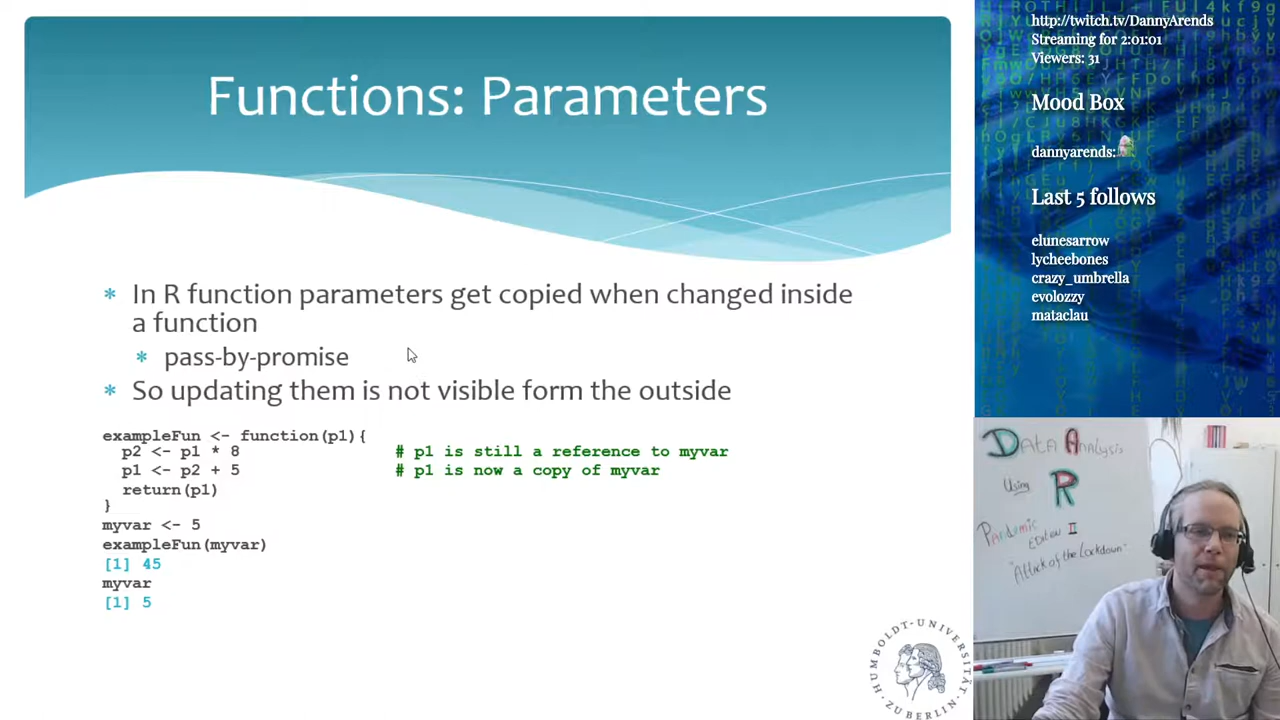 Functions: Parameters
* In R function parameters get copied when changed inside
a function
* pass-by-promise
* So updating them is not visible form the outside
exampleFun <- function(p1){
p2 <- p1 * 8 # p1 is still a reference to myvar
p1 <- p2 + 5 # p1 is now a copy of myvar
return(p1)
}
myvar <- 5
exampleFun(myvar)
[1] 45
myvar
[1] 5
HUMBOLDT-UNIVERSITÄT
ZU BERLIN
http://twitch.tv/DannyArends
Streaming for 2:01:01
Viewers: 31
Mood Box
dannyarends:
Last 5 follows
elunesarrow
lycheebones
crazy_umbrella
evolozzy
mataclau
Data Analysis
Using R
Pandemic
Edition II
"Attack of the Lockdown"